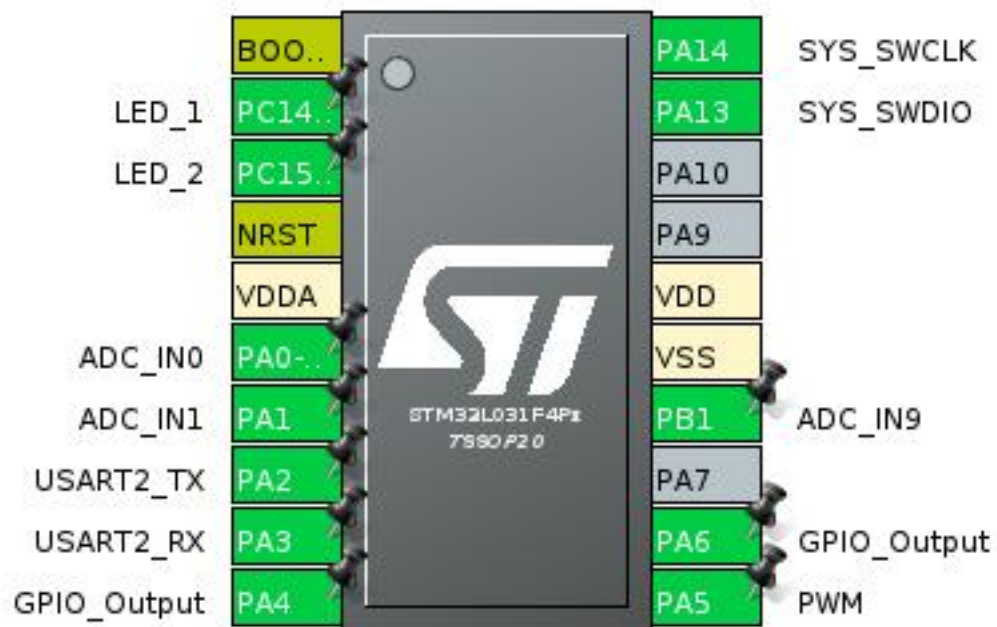 BOO.. PA14 SYS_SWCLK
LED_1 PC14.. PA13 SYS_SWDIO
LED_2 PC15.. PA10
NRST PA9
VDDA VDD
ADC_IN0 PA0-.. VSS
ADC_IN1 PA1 STM32L031F4Px PB1 ADC_IN9
TSSOP20
USART2_TX PA2 PA7
USART2_RX PA3 PA6 GPIO_Output
GPIO_Output PA4 PA5 PWM